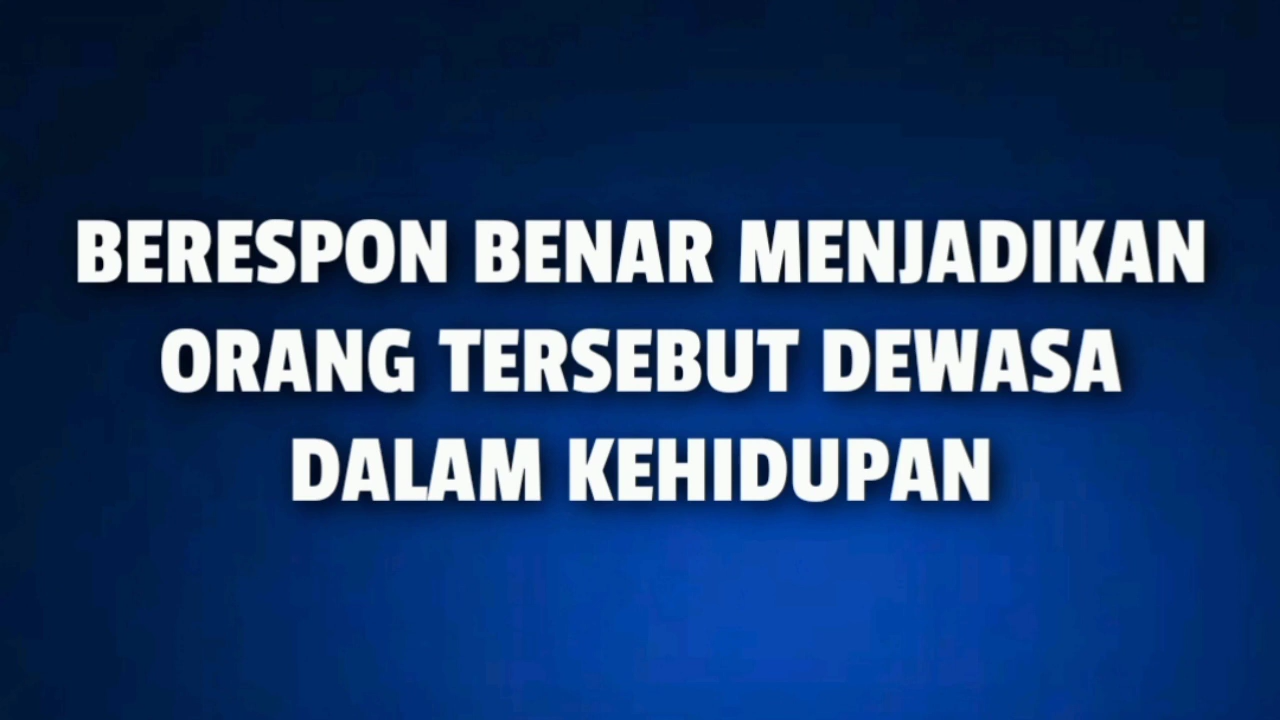 BERESPON BENAR MENJADIKAN
ORANG TERSEBUT DEWASA
DALAM KEHIDUPAN